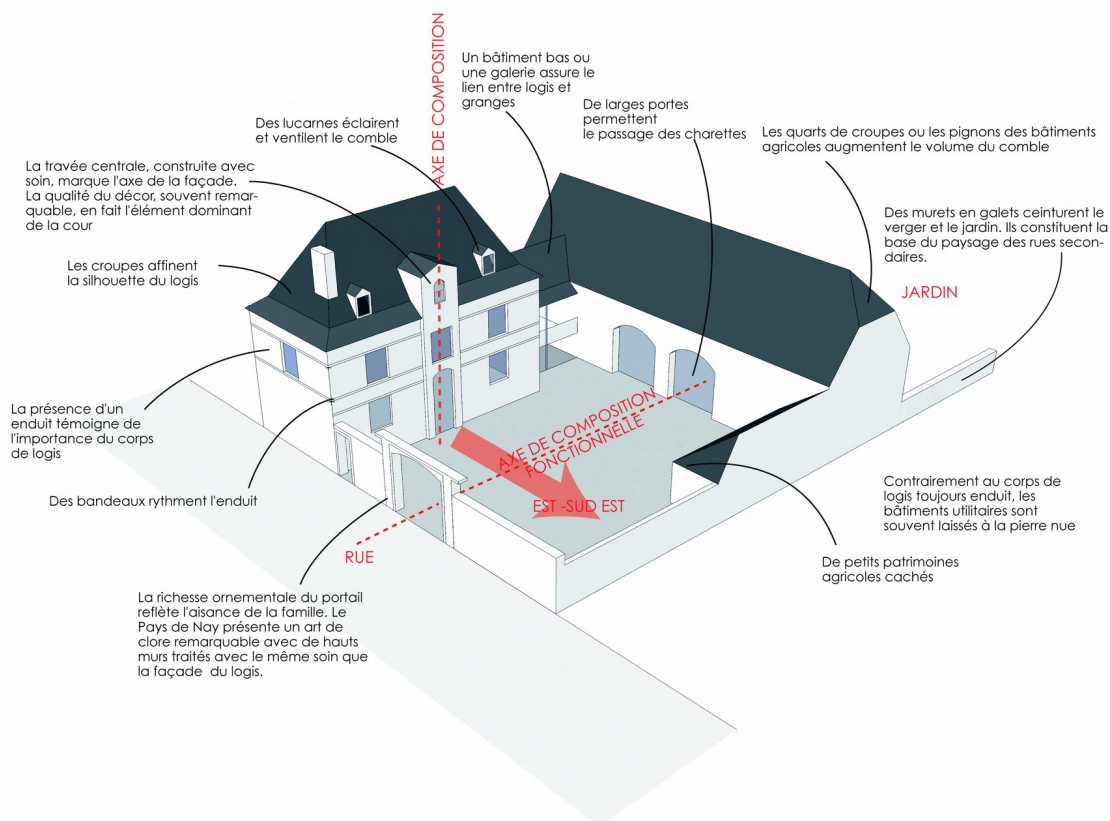 AXE DE COMPOSITION
Un bâtiment bas ou
une galerie assure le
lien entre logis et
granges
De larges portes
permettent
le passage des charettes
Des lucarnes éclairent
et ventilent le comble
Les quarts de croupes ou les pignons des bâtiments
agricoles augmentent le volume du comble
La travée centrale, construite avec
soin, marque l'axe de la façade.
La qualité du décor, souvent remar-
quable, en fait l'élément dominant
de la cour
Des murets en galets ceinturent le
verger et le jardin. Ils constituent la
base du paysage des rues secon-
daires.
Les croupes affinent
la silhouette du logis
JARDIN
La présence d'un
enduit témoigne de
l'importance du corps
de logis
AXE DE COMPOSITION
FONCTIONNELLE
Des bandeaux rythment l'enduit
EST -SUD EST
Contrairement au corps de
logis toujours enduit, les
bâtiments utilitaires sont
souvent laissés à la pierre nue
RUE
De petits patrimoines
agricoles cachés
La richesse ornementale du portail
reflète l'aisance de la famille. Le
Pays de Nay présente un art de
clore remarquable avec de hauts
murs traités avec le même soin que
la façade du logis.